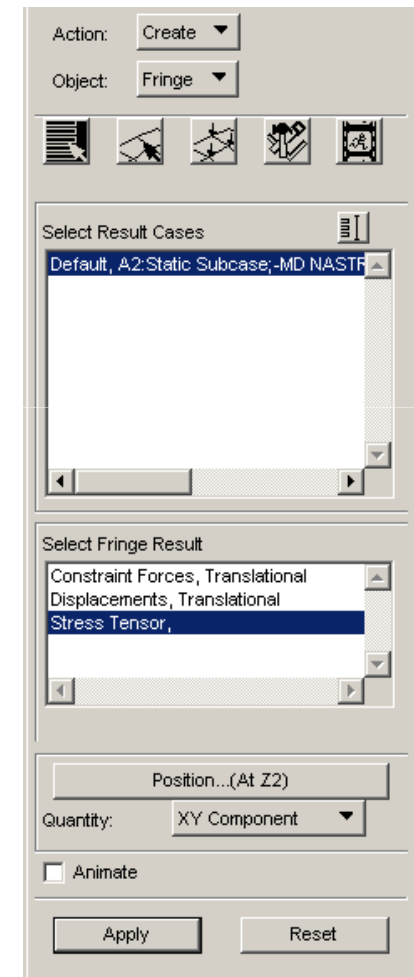 Action: Create
Object: Fringe
Select Result Cases
Default, A2:Static Subcase;-MD NASTR
Select Fringe Result
Constraint Forces, Translational
Displacements, Translational
Stress Tensor,
Position...(At Z2)
Quantity: XY Component
Animate
Apply Reset